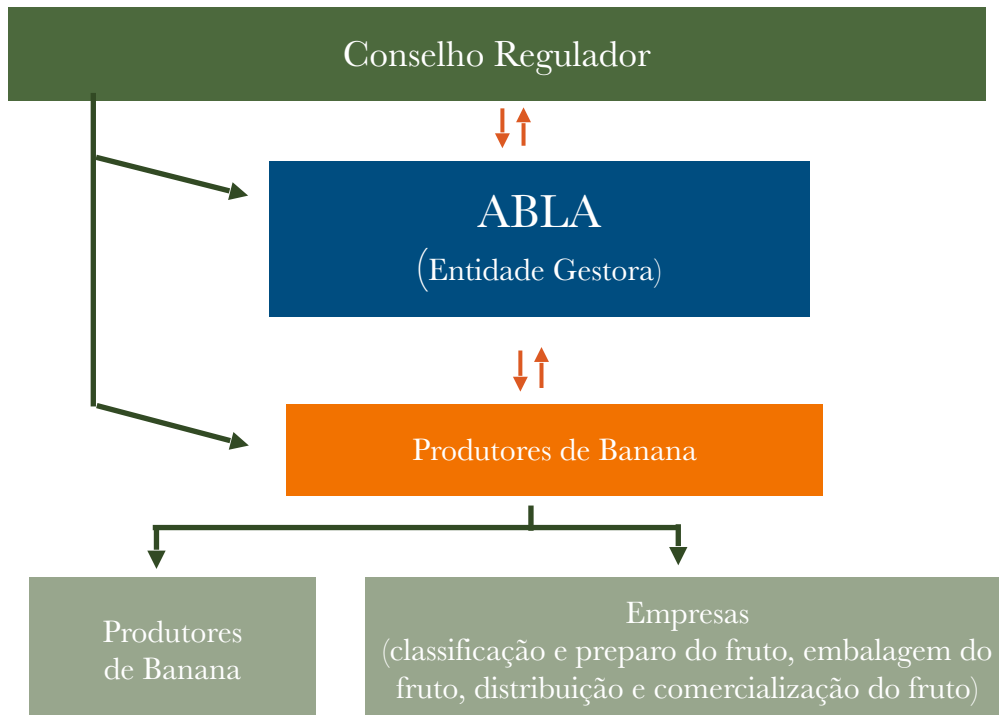 Conselho Regulador
ABLA
(Entidade Gestora)
Produtores de Banana
Produtores
de Banana
Empresas
(classificação e preparo do fruto, embalagem do
fruto, distribuição e comercialização do fruto)